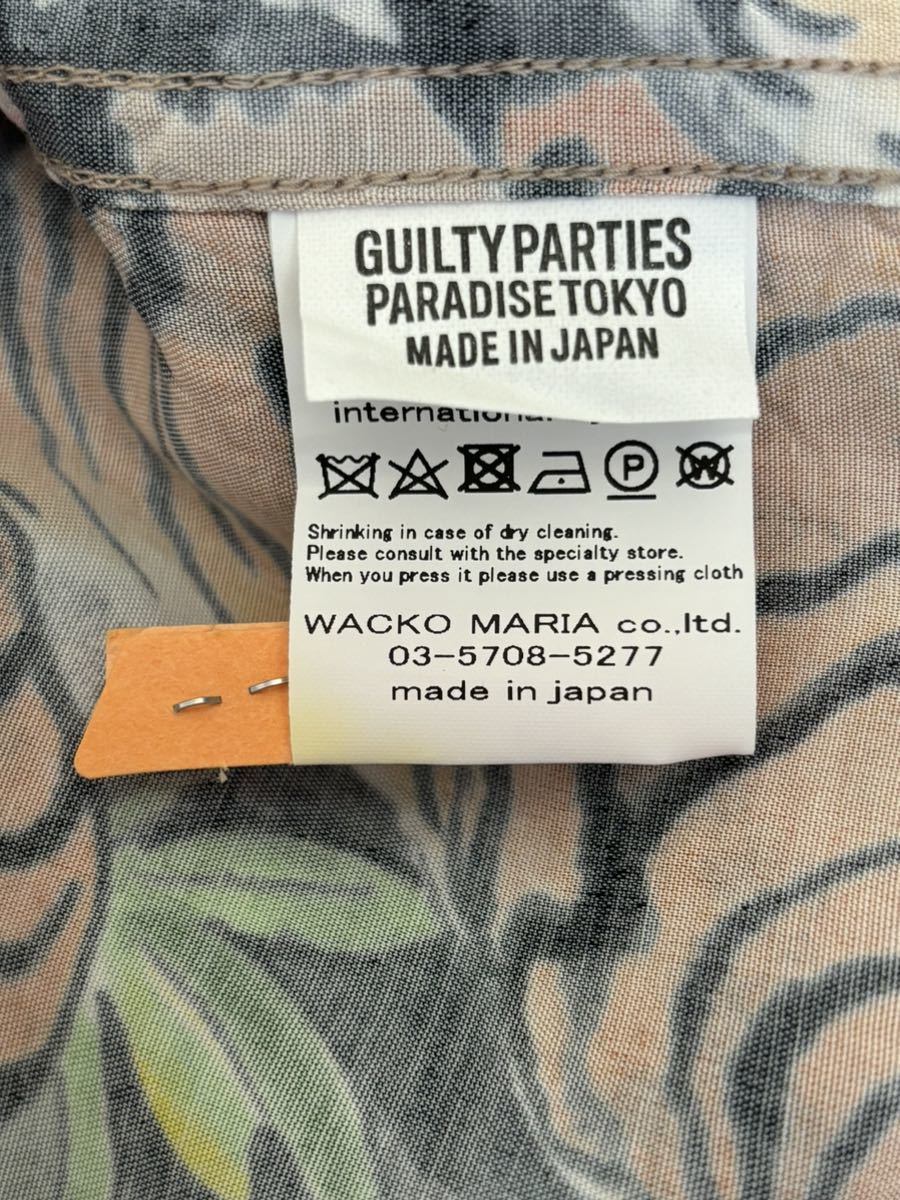 GUILTY PARTIES
PARADISE TOKYO
MADE IN JAPAN
Shrinking in case of dry cleaning.
Please consult with the specialty store.
When you press it please use a pressing cloth
WACKO MARIA co.,ltd.
03-5708-5277
made in japan